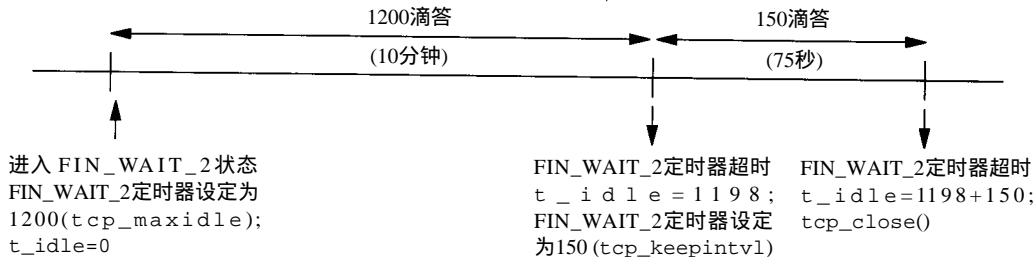 1200滴答
150滴答
(10分钟)
(75秒)
进入 FIN_WAIT_2状态
FIN_WAIT_2定时器设定为
1200(tcp_maxidle);
t_idle=0
FIN_WAIT_2定时器超时
t_idle=1198;
FIN_WAIT_2定时器设定
为150 (tcp_keepintvl)
FIN_WAIT_2定时器超时
t_idle=1198+150;
tcp_close()